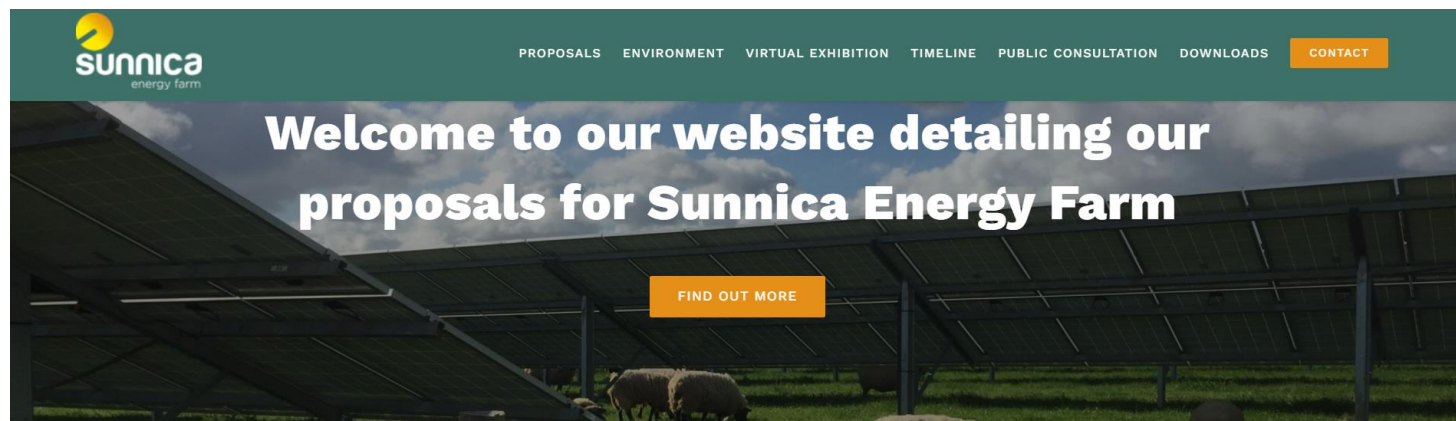 sunnica
energy farm
PROPOSALS ENVIRONMENT VIRTUAL EXHIBITION TIMELINE PUBLIC CONSULTATION DOWNLOADS CONTACT
Welcome to our website detailing our
proposals for Sunnica Energy Farm
FIND OUT MORE